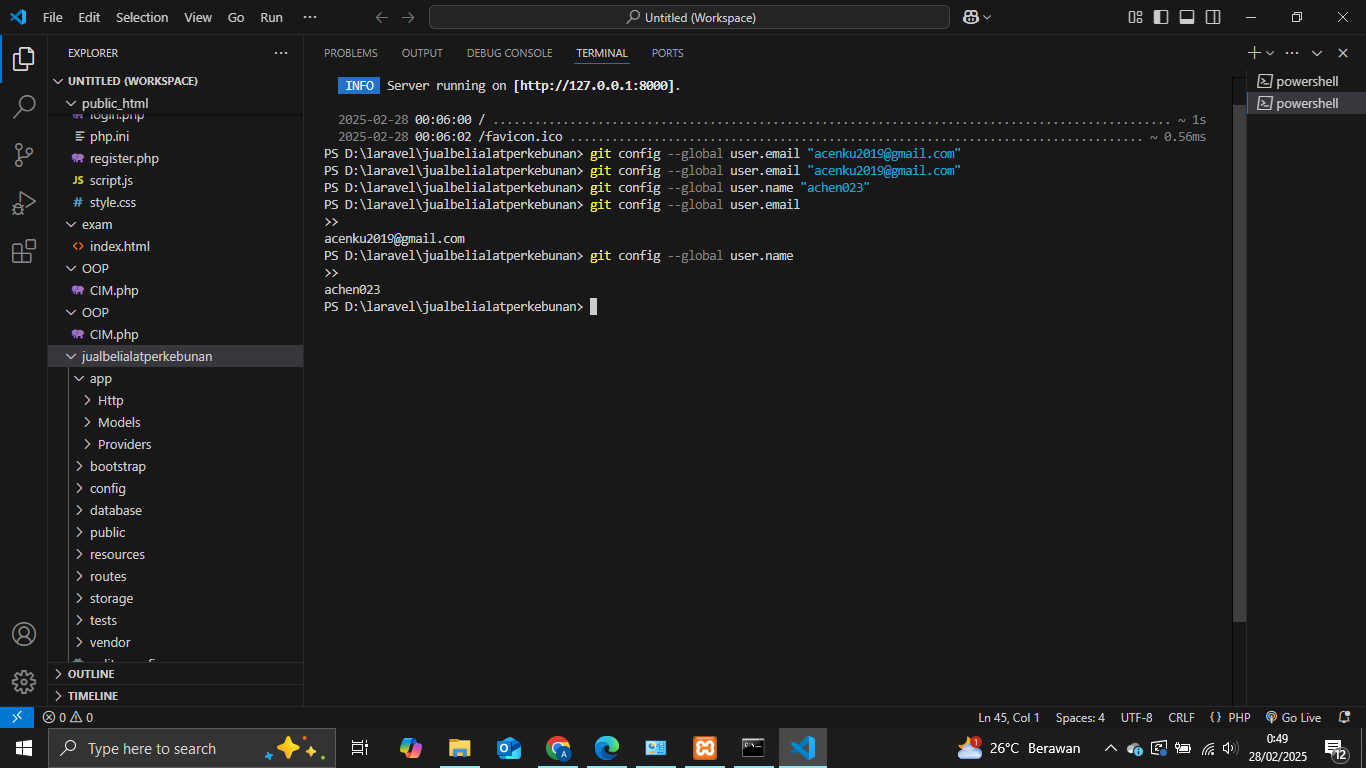 File Edit Selection View Go Run ··· Untitled (Workspace)
EXPLORER ···
UNTITLED (WORKSPACE)
public_html
login.php
php.ini
register.php
JS script.js
# style.css
exam
<> index.html
OOP
CIM.php
OOP
CIM.php
jualbelialatperkebunan
app
Http
Models
Providers
bootstrap
config
database
public
resources
routes
storage
tests
vendor
OUTLINE
TIMELINE
PROBLEMS OUTPUT DEBUG CONSOLE TERMINAL PORTS
INFO Server running on [http://127.0.0.1:8000].
2025-02-28 00:06:00 / ................................................................................................ ~ 1s
2025-02-28 00:06:02 /favicon.ico ................................................................................. ~ 0.56ms
PS D:\laravel\jualbelialatperkebunan> git config --global user.email "acenku2019@gmail.com"
PS D:\laravel\jualbelialatperkebunan> git config --global user.email "acenku2019@gmail.com"
PS D:\laravel\jualbelialatperkebunan> git config --global user.name "achen023"
PS D:\laravel\jualbelialatperkebunan> git config --global user.email
>>
acenku2019@gmail.com
PS D:\laravel\jualbelialatperkebunan> git config --global user.name
>>
achen023
PS D:\laravel\jualbelialatperkebunan>
powershell
powershell
0 0 Ln 45, Col 1 Spaces: 4 UTF-8 CRLF {} PHP Go Live
Type here to search
1 26°C Berawan
0:49
28/02/2025
12